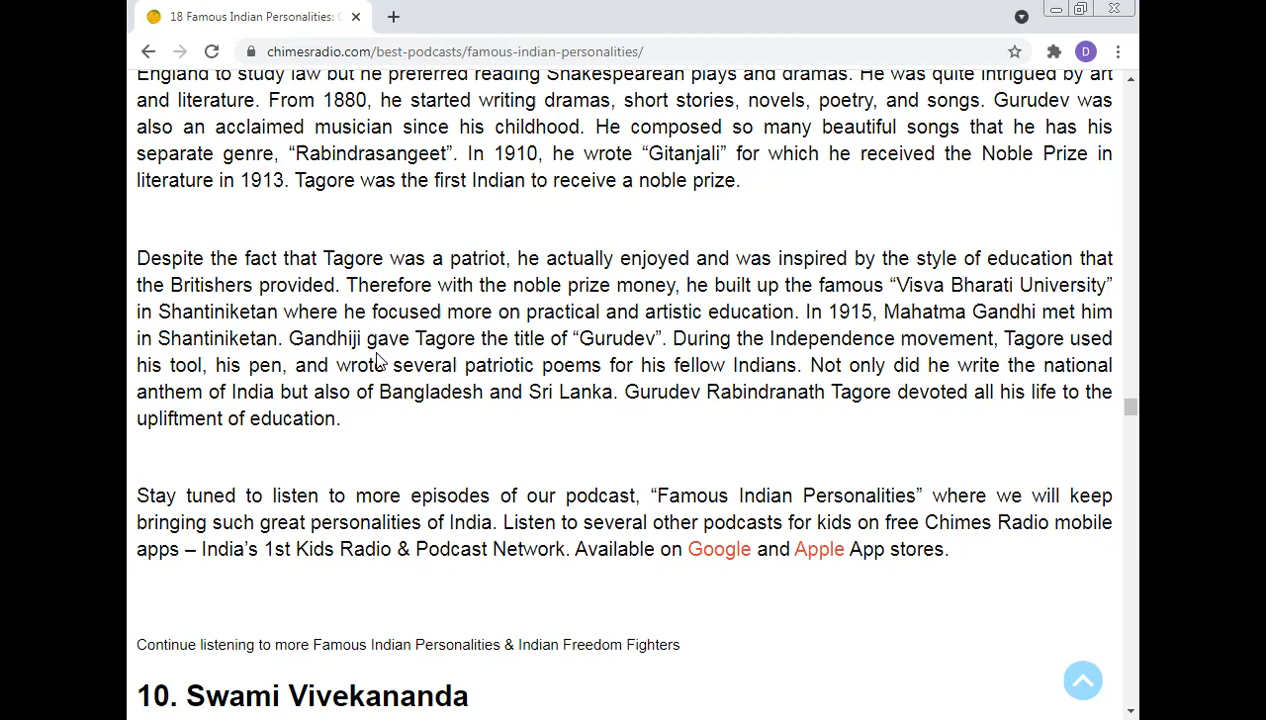 18 Famous Indian Personalities:
chimesradio.com/best-podcasts/famous-indian-personalities/
D
England to study law but he preferred reading Shakespearean plays and dramas. He was quite intrigued by art
and literature. From 1880, he started writing dramas, short stories, novels, poetry, and songs. Gurudev was
also an acclaimed musician since his childhood. He composed so many beautiful songs that he has his
separate genre, “Rabindrasangeet”. In 1910, he wrote “Gitanjali” for which he received the Noble Prize in
literature in 1913. Tagore was the first Indian to receive a noble prize.
Despite the fact that Tagore was a patriot, he actually enjoyed and was inspired by the style of education that
the Britishers provided. Therefore with the noble prize money, he built up the famous “Visva Bharati University”
in Shantiniketan where he focused more on practical and artistic education. In 1915, Mahatma Gandhi met him
in Shantiniketan. Gandhiji gave Tagore the title of “Gurudev”. During the Independence movement, Tagore used
his tool, his pen, and wrote several patriotic poems for his fellow Indians. Not only did he write the national
anthem of India but also of Bangladesh and Sri Lanka. Gurudev Rabindranath Tagore devoted all his life to the
upliftment of education.
Stay tuned to listen to more episodes of our podcast, “Famous Indian Personalities” where we will keep
bringing such great personalities of India. Listen to several other podcasts for kids on free Chimes Radio mobile
apps – India’s 1st Kids Radio & Podcast Network. Available on Google and Apple App stores.
Continue listening to more Famous Indian Personalities & Indian Freedom Fighters
10. Swami Vivekananda